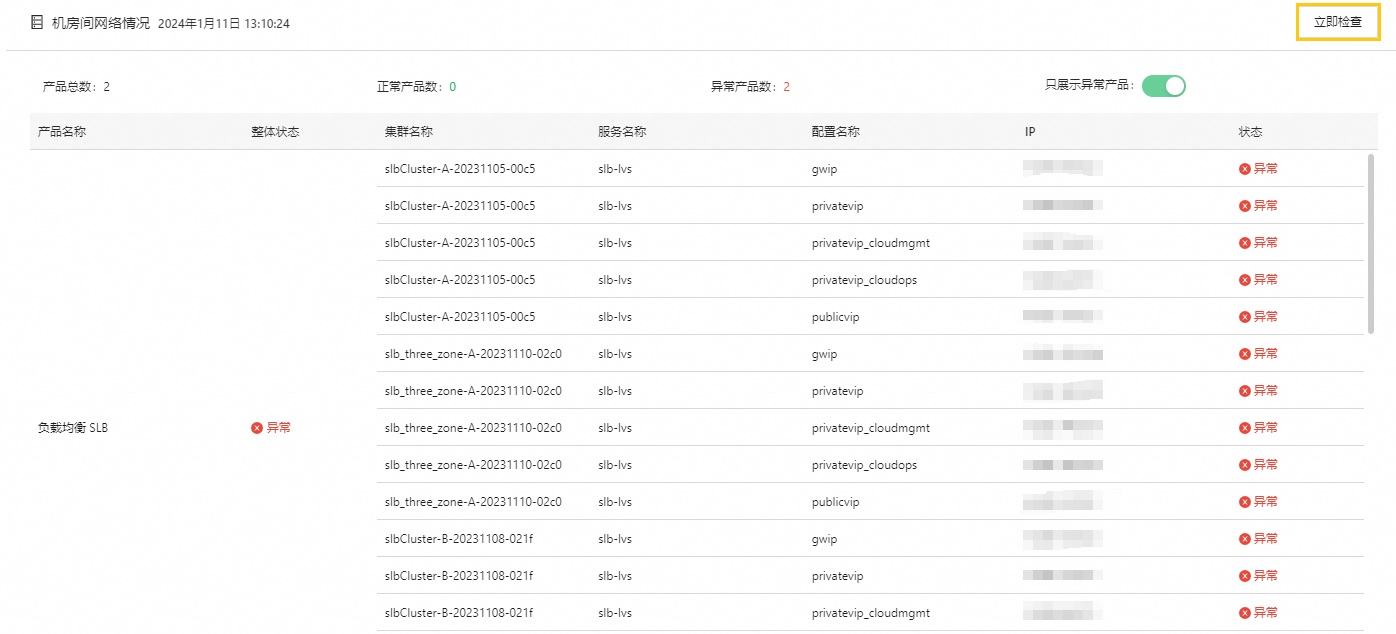 机房间网络情况 2024年1月11日 13:10:24 立即检查
产品总数：2 正常产品数：0 异常产品数：2 只展示异常产品：
产品名称 整体状态 集群名称 服务名称 配置名称 IP 状态
slbCluster-A-20231105-00c5 slb-lvs gwip 异常
slbCluster-A-20231105-00c5 slb-lvs privatevip 异常
slbCluster-A-20231105-00c5 slb-lvs privatevip_cloudmgmt 异常
slbCluster-A-20231105-00c5 slb-lvs privatevip_cloudops 异常
slbCluster-A-20231105-00c5 slb-lvs publicvip 异常
slb_three_zone-A-20231110-02c0 slb-lvs gwip 异常
slb_three_zone-A-20231110-02c0 slb-lvs privatevip 异常
负载均衡 SLB 异常 slb_three_zone-A-20231110-02c0 slb-lvs privatevip_cloudmgmt 异常
slb_three_zone-A-20231110-02c0 slb-lvs privatevip_cloudops 异常
slb_three_zone-A-20231110-02c0 slb-lvs publicvip 异常
slbCluster-B-20231108-021f slb-lvs gwip 异常
slbCluster-B-20231108-021f slb-lvs privatevip 异常
slbCluster-B-20231108-021f slb-lvs privatevip_cloudmgmt 异常